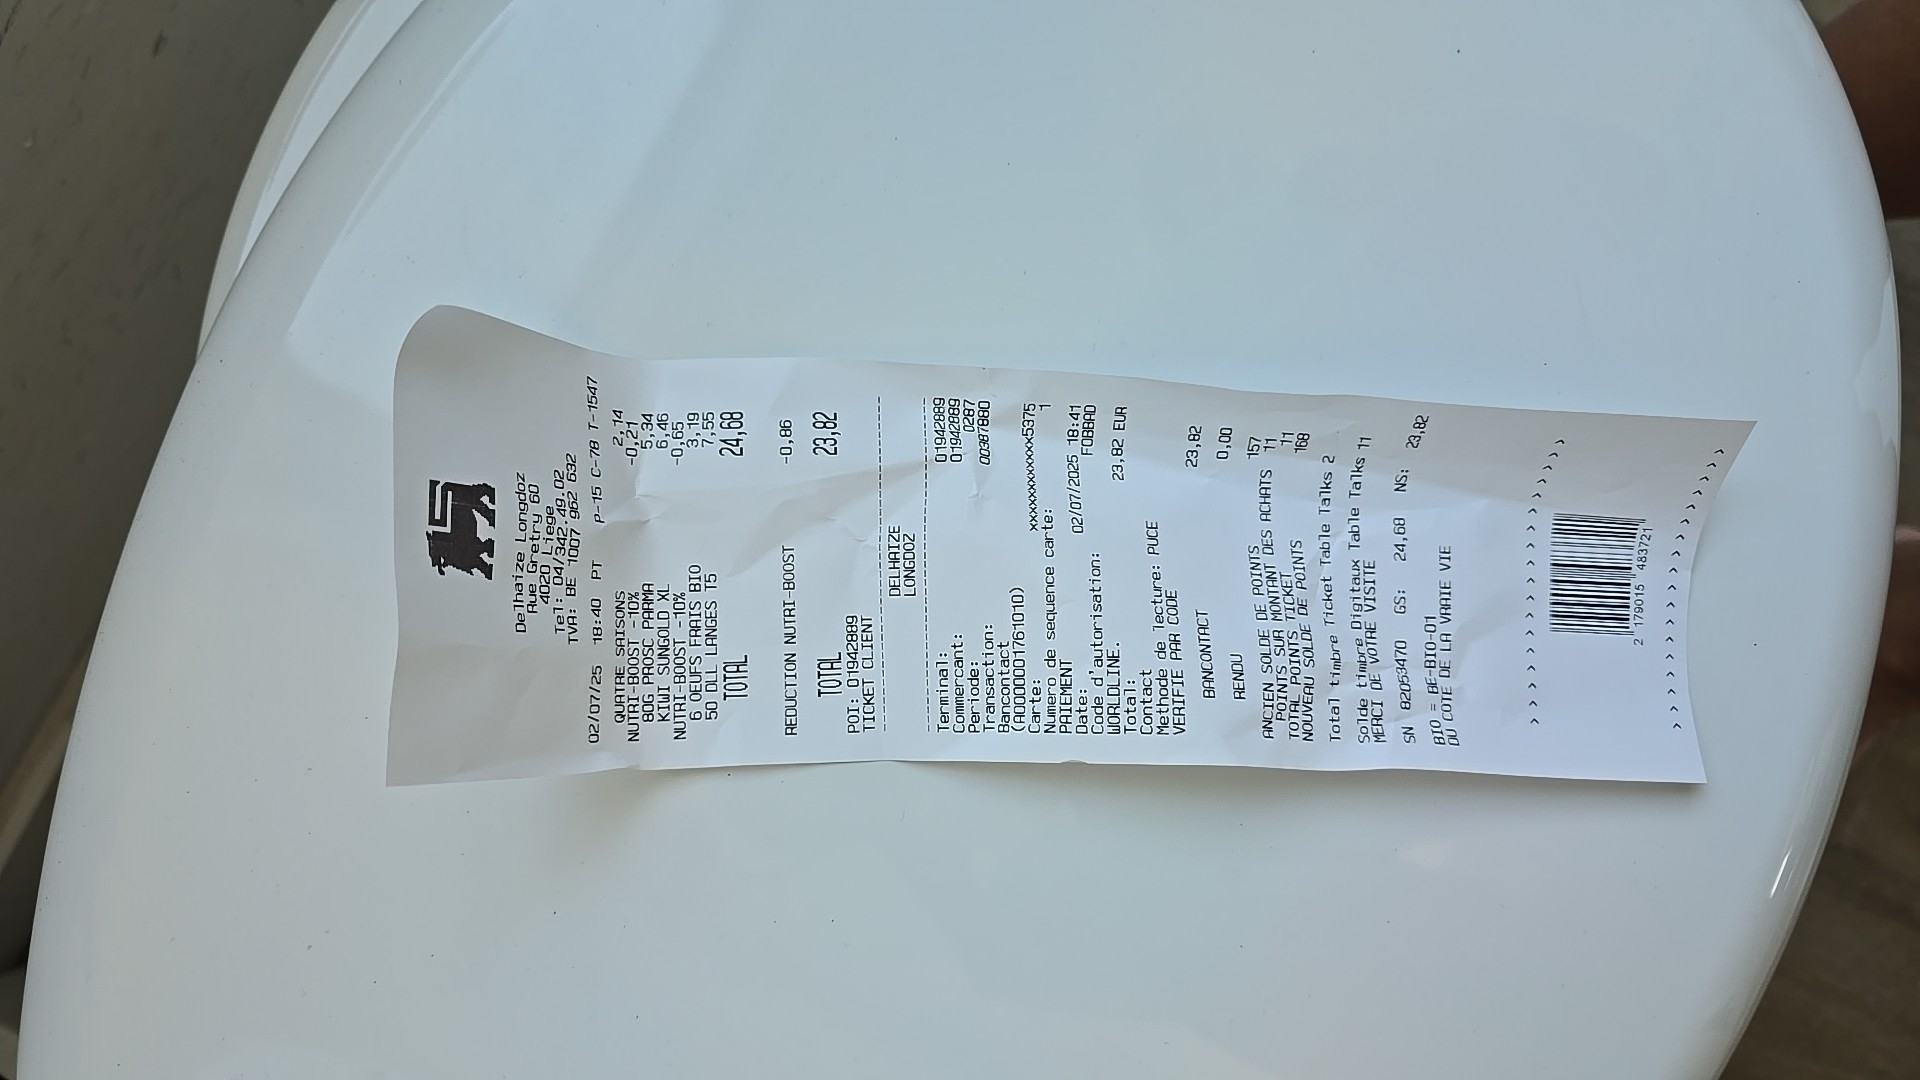 Delhaize Longdoz
Rue Gretry 60
4020 Liege
Tel: 04/342.49.02
TVA: BE 1007 962 632
02/07/25 18:40 PT P-15 C-78 T-1547
QUATRE SAISONS 2,14
NUTRI-BOOST -10% -0,21
80G PROSC PARMA 5,34
KIWI SUNGOLD XL 6,46
NUTRI-BOOST -10% -0,65
6 OEUFS FRAIS BIO 3,19
50 DLL LANGES T5 7,55
TOTAL 24,68
REDUCTION NUTRI-BOOST -0,86
TOTAL 23,82
POI: 01942889
TICKET CLIENT
DELHAIZE
LONGDOZ
Terminal: 01942889
Commercant: 01942889
Periode: 0287
Transaction: 00387880
Bancontact
(A0000001761010)
Carte: xxxxxxxxxxxxx5375
Numero de sequence carte: 1
PAIEMENT
Date: 02/07/2025 18:41
Code d'autorisation: F0BBAD
WORLDLINE.
Total: 23,82 EUR
Contact
Methode de lecture: PUCE
VERIFIE PAR CODE
BANCONTACT 23,82
RENDU 0,00
ANCIEN SOLDE DE POINTS 157
POINTS SUR MONTANT DES ACHATS 11
TOTAL POINTS TICKET 11
NOUVEAU SOLDE DE POINTS 168
Total timbre Ticket Table Talks 2
Solde timbre Digitaux Table Talks 11
MERCI DE VOTRE VISITE
SN 82053470 GS: 24,68 NS: 23,82
BIO = BE-BIO-01
DU COTE DE LA VRAIE VIE
2 179015 483721